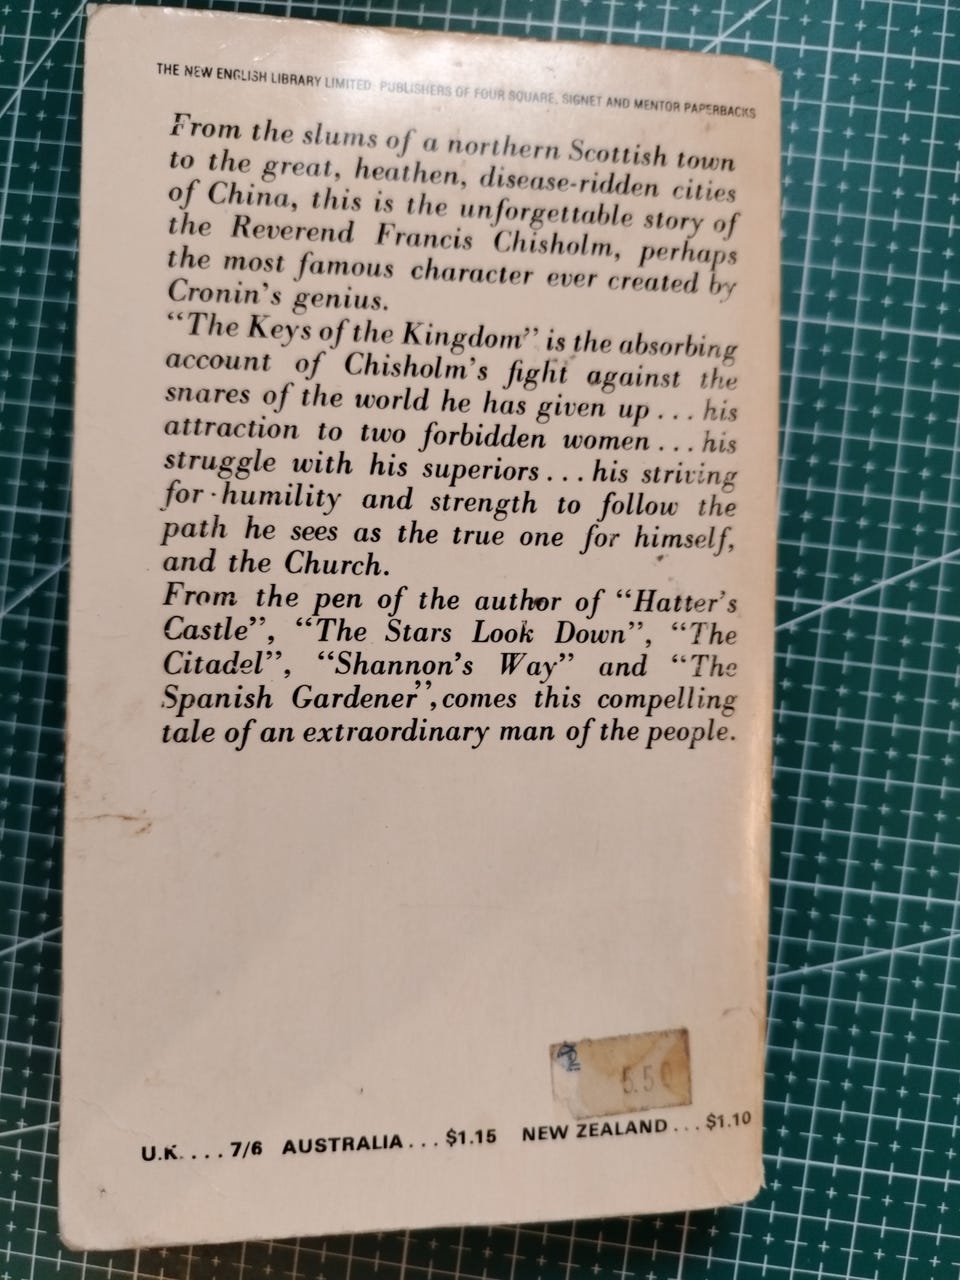 THE NEW ENGLISH LIBRARY LIMITED: PUBLISHERS OF FOUR SQUARE, SIGNET AND MENTOR PAPERBACKS
From the slums of a northern Scottish town
to the great, heathen, disease-ridden cities
of China, this is the unforgettable story of
the Reverend Francis Chisholm, perhaps
the most famous character ever created by
Cronin's genius.
“The Keys of the Kingdom” is the absorbing
account of Chisholm's fight against the
snares of the world he has given up... his
attraction to two forbidden women... his
struggle with his superiors... his striving
for humility and strength to follow the
path he sees as the true one for himself,
and the Church.
From the pen of the author of “Hatter's
Castle”, “The Stars Look Down”, “The
Citadel”, “Shannon's Way” and “The
Spanish Gardener”, comes this compelling
tale of an extraordinary man of the people.
5.50
U.K.... 7/6 AUSTRALIA... $1.15 NEW ZEALAND... $1.10